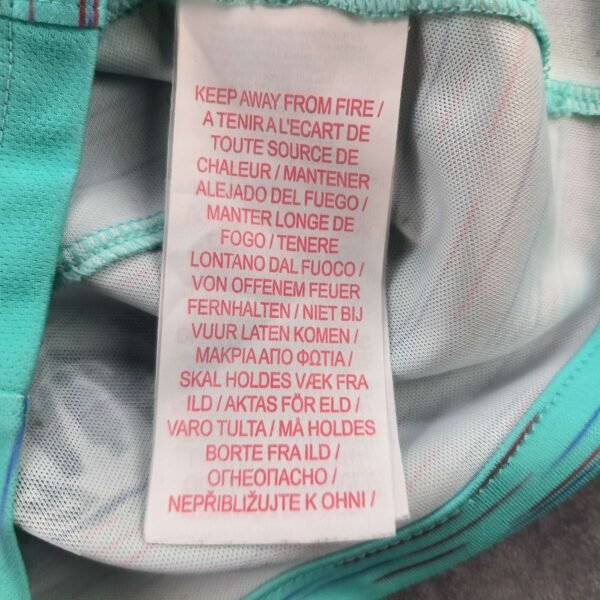 KEEP AWAY FROM FIRE /
A TENIR A L'ECART DE
TOUTE SOURCE DE
CHALEUR / MANTENER
ALEJADO DEL FUEGO /
MANTER LONGE DE
FOGO / TENERE
LONTANO DAL FUOCO /
VON OFFENEM FEUER
FERNHALTEN / NIET BIJ
VUUR LATEN KOMEN /
ΜΑΚΡΙΑ ΑΠΟ ΦΩΤΙΑ /
SKAL HOLDES VÆK FRA
ILD / AKTAS FÖR ELD /
VARO TULTA / MÅ HOLDES
BORTE FRA ILD /
ОГНЕОПАСНО /
NEPŘIBLIŽUJTE K OHNI /